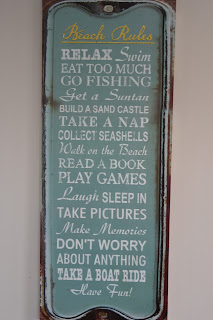 Beach Rules
RELAX Swim
EAT TOO MUCH
GO FISHING
Get a Suntan
BUILD A SAND CASTLE
TAKE A NAP
COLLECT SEASHELLS
Walk on the Beach
READ A BOOK
PLAY GAMES
Laugh SLEEP IN
TAKE PICTURES
Make Memories
DON'T WORRY
ABOUT ANYTHING
TAKE A BOAT RIDE
Have Fun!